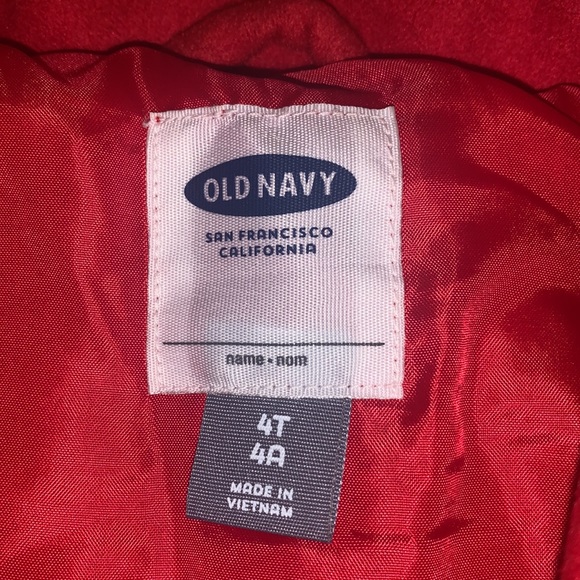 OLD NAVY
SAN FRANCISCO
CALIFORNIA
name • nom
4T
4A
MADE IN
VIETNAM